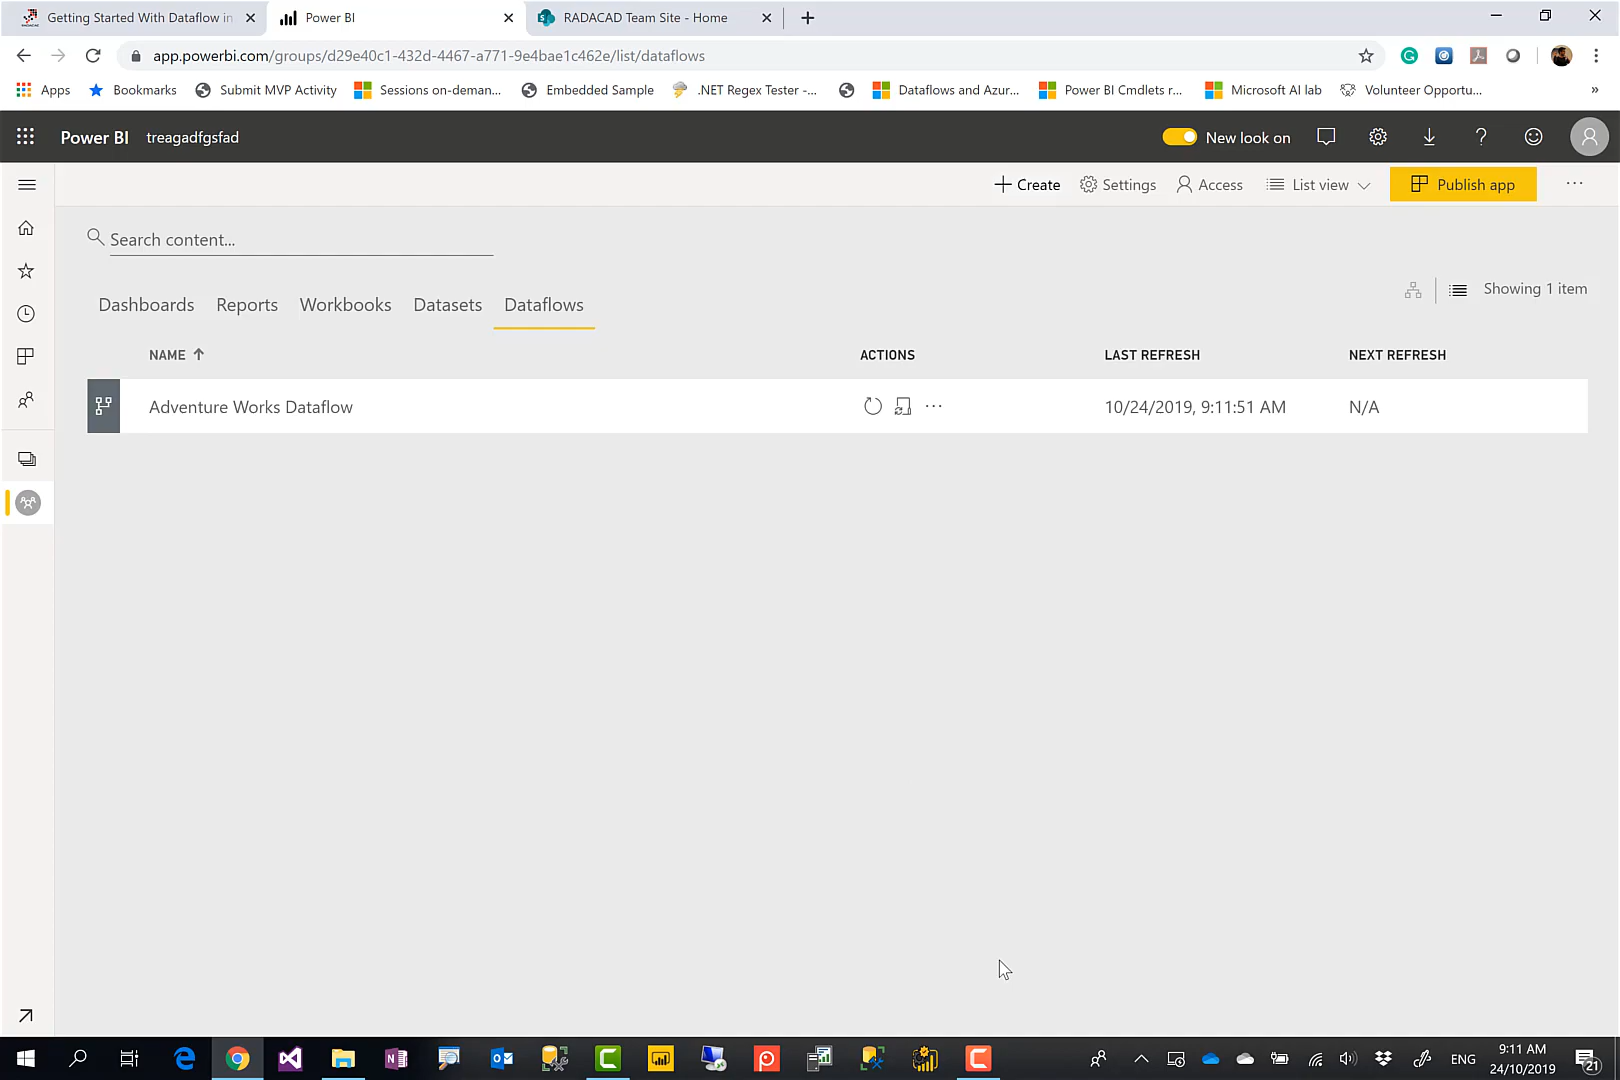 Getting Started With Dataflow in
Power BI
RADACAD Team Site - Home
app.powerbi.com/groups/d29e40c1-432d-4467-a771-9e4bae1c462e/list/dataflows
Apps
Bookmarks
Submit MVP Activity
Sessions on-deman...
Embedded Sample
.NET Regex Tester -...
Dataflows and Azur...
Power BI Cmdlets r...
Microsoft AI lab
Volunteer Opportu...
»
Power BI treagadfgsfad
New look on
Create
Settings
Access
List view
Publish app
Search content...
Dashboards Reports Workbooks Datasets Dataflows
Showing 1 item
NAME ACTIONS LAST REFRESH NEXT REFRESH
Adventure Works Dataflow 10/24/2019, 9:11:51 AM N/A
ENG
9:11 AM
24/10/2019
21